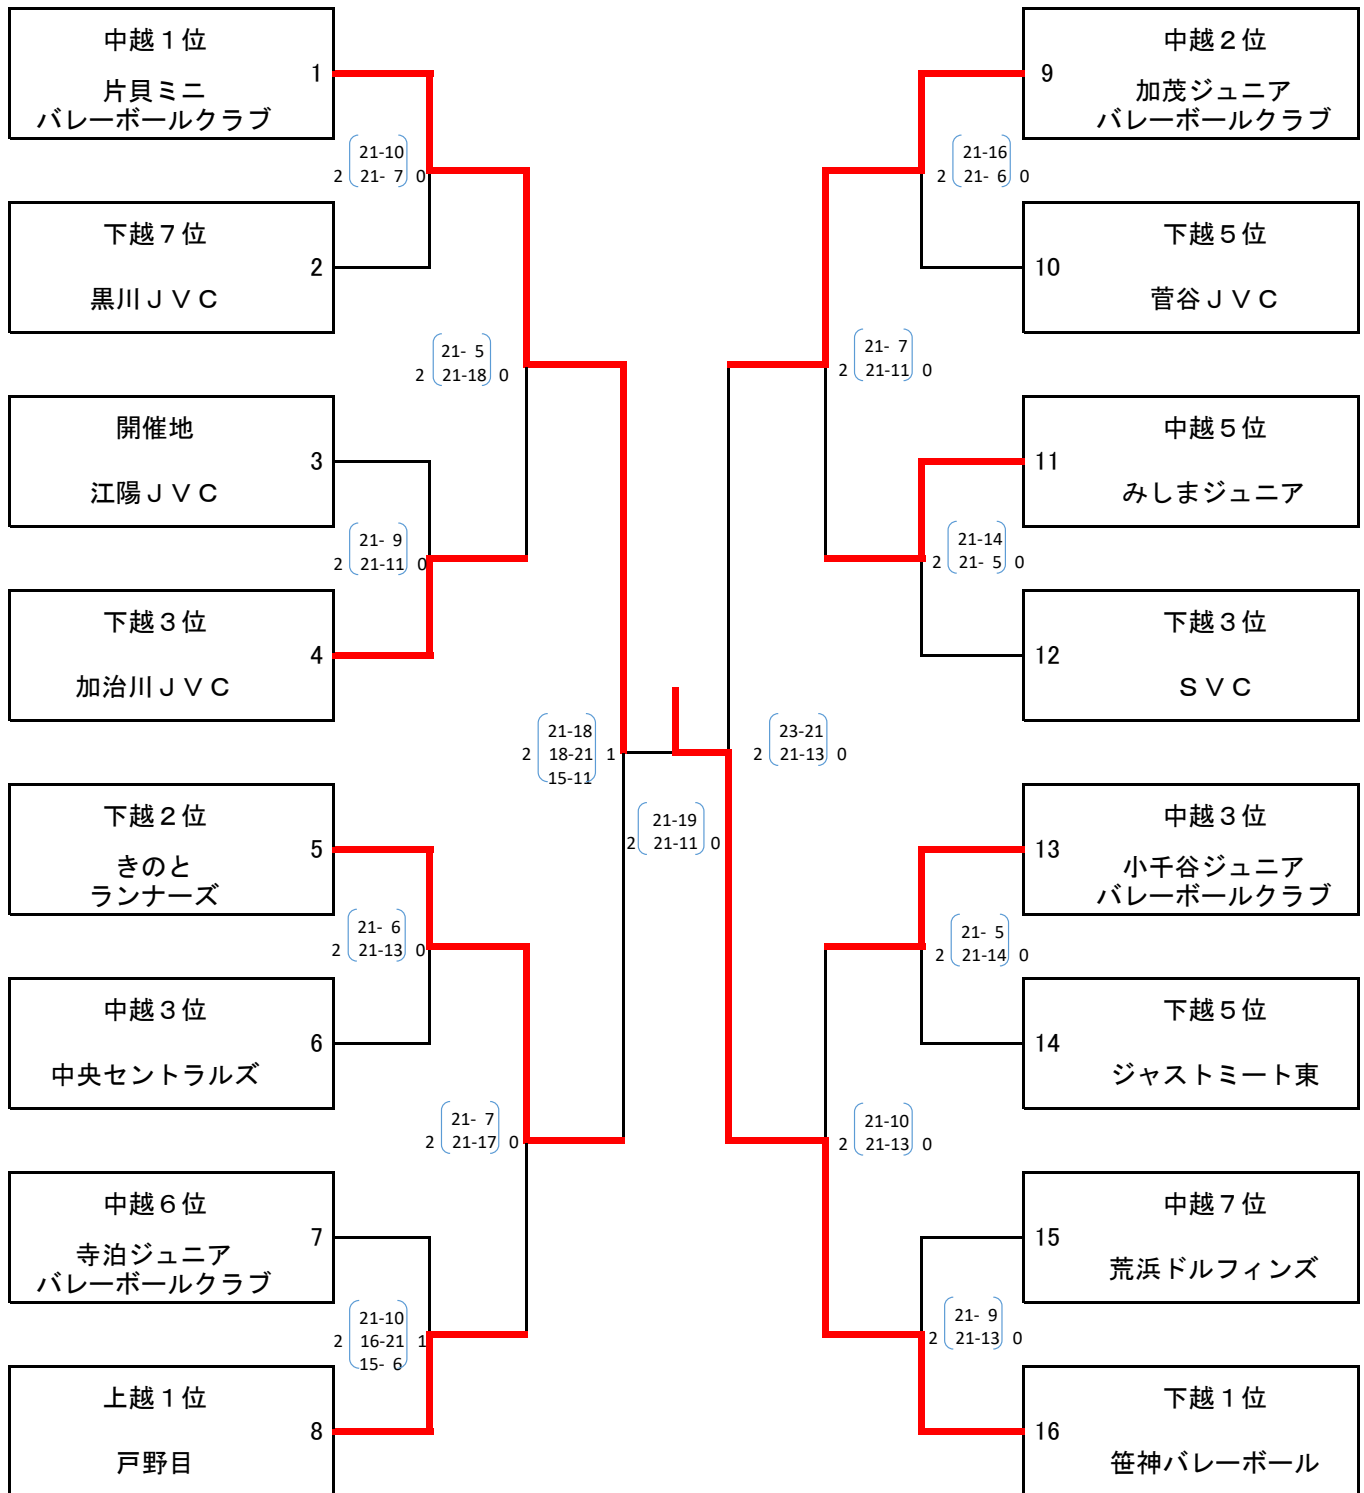 中越１位
片貝ミニ
バレーボールクラブ
1
下越７位
黒川ＪＶＣ
2
開催地
江陽ＪＶＣ
3
下越３位
加治川ＪＶＣ
4
下越２位
きのと
ランナーズ
5
中越３位
中央セントラルズ
6
中越６位
寺泊ジュニア
バレーボールクラブ
7
上越１位
戸野目
8
21-10
2 21- 7 0
21- 9
2 21-11 0
21- 6
2 21-13 0
21-10
2 16-21 1
15- 6
21- 5
2 21-18 0
21- 7
2 21-17 0
21-18
2 18-21 1
15-11
21-19
2 21-11 0
23-21
2 21-13 0
21- 7
2 21-11 0
21-10
2 21-13 0
21-16
2 21- 6 0
21-14
2 21- 5 0
21- 5
2 21-14 0
21- 9
2 21-13 0
9
中越２位
加茂ジュニア
バレーボールクラブ
10
下越５位
菅谷ＪＶＣ
11
中越５位
みしまジュニア
12
下越３位
ＳＶＣ
13
中越３位
小千谷ジュニア
バレーボールクラブ
14
下越５位
ジャストミート東
15
中越７位
荒浜ドルフィンズ
16
下越１位
笹神バレーボール